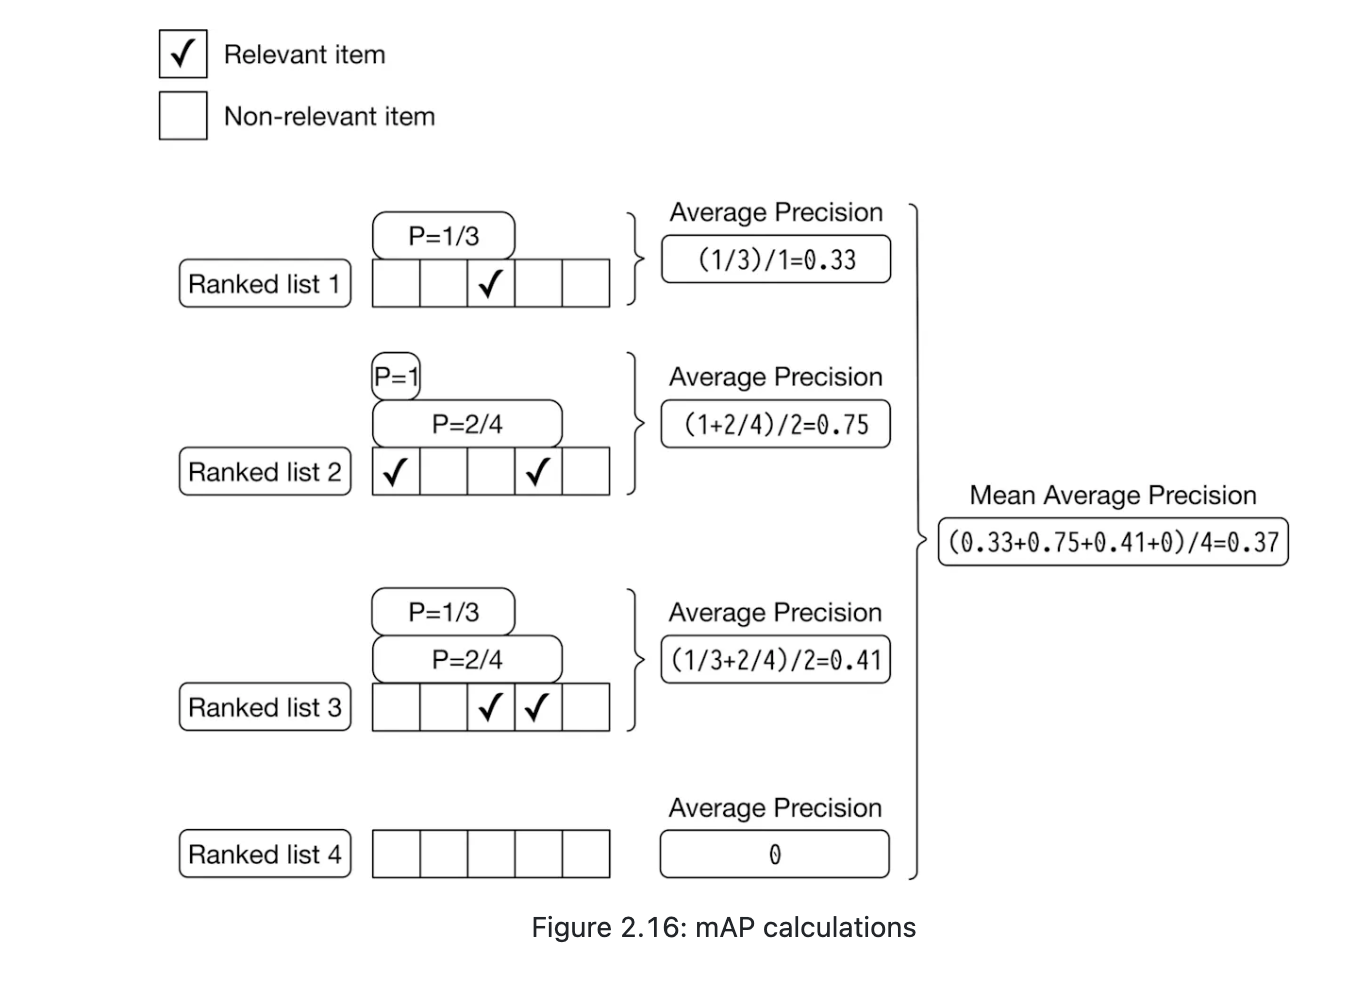 Relevant item
Non-relevant item
Average Precision
P=1/3
(1/3)/1=0.33
Ranked list 1
P=1
Average Precision
P=2/4
(1+2/4)/2=0.75
Ranked list 2
Mean Average Precision
(0.33+0.75+0.41+0)/4=0.37
P=1/3
Average Precision
P=2/4
(1/3+2/4)/2=0.41
Ranked list 3
Average Precision
Ranked list 4
0
Figure 2.16: mAP calculations